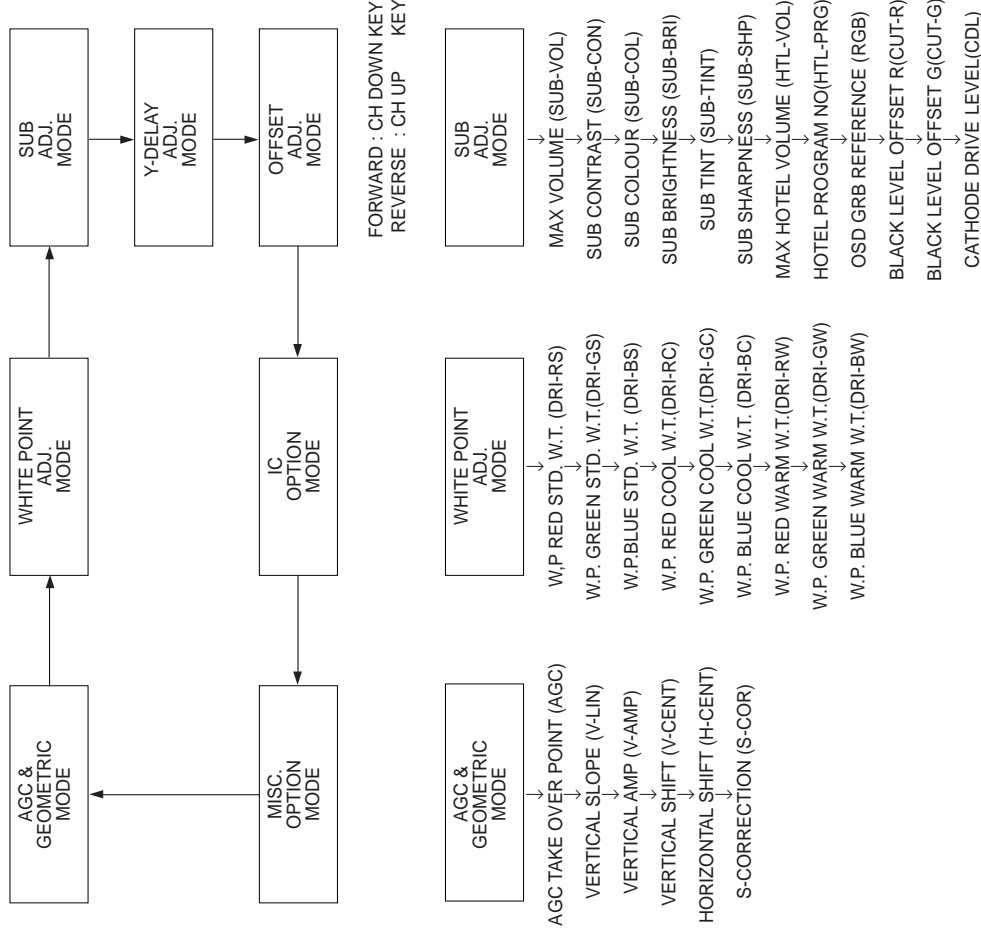 AGC &
GEOMETRIC
MODE
WHITE POINT
ADJ.
MODE
SUB
ADJ.
MODE
Y-DELAY
ADJ.
MODE
OFFSET
ADJ.
MODE
IC
OPTION
MODE
MISC.
OPTION
MODE
FORWARD : CH DOWN KEY
REVERSE : CH UP KEY
AGC &
GEOMETRIC
MODE
AGC TAKE OVER POINT (AGC)
VERTICAL SLOPE (V-LIN)
VERTICAL AMP (V-AMP)
VERTICAL SHIFT (V-CENT)
HORIZONTAL SHIFT (H-CENT)
S-CORRECTION (S-COR)
WHITE POINT
ADJ.
MODE
W,P RED STD. W.T. (DRI-RS)
W.P. GREEN STD. W.T.(DRI-GS)
W.P.BLUE STD. W.T. (DRI-BS)
W.P. RED COOL W.T.(DRI-RC)
W.P. GREEN COOL W.T.(DRI-GC)
W.P. BLUE COOL W.T. (DRI-BC)
W.P. RED WARM W.T.(DRI-RW)
W.P. GREEN WARM W.T.(DRI-GW)
W.P. BLUE WARM W.T.(DRI-BW)
SUB
ADJ.
MODE
MAX VOLUME (SUB-VOL)
SUB CONTRAST (SUB-CON)
SUB COLOUR (SUB-COL)
SUB BRIGHTNESS (SUB-BRI)
SUB TINT (SUB-TINT)
SUB SHARPNESS (SUB-SHP)
MAX HOTEL VOLUME (HTL-VOL)
HOTEL PROGRAM NO(HTL-PRG)
OSD GRB REFERENCE (RGB)
BLACK LEVEL OFFSET R(CUT-R)
BLACK LEVEL OFFSET G(CUT-G)
CATHODE DRIVE LEVEL(CDL)